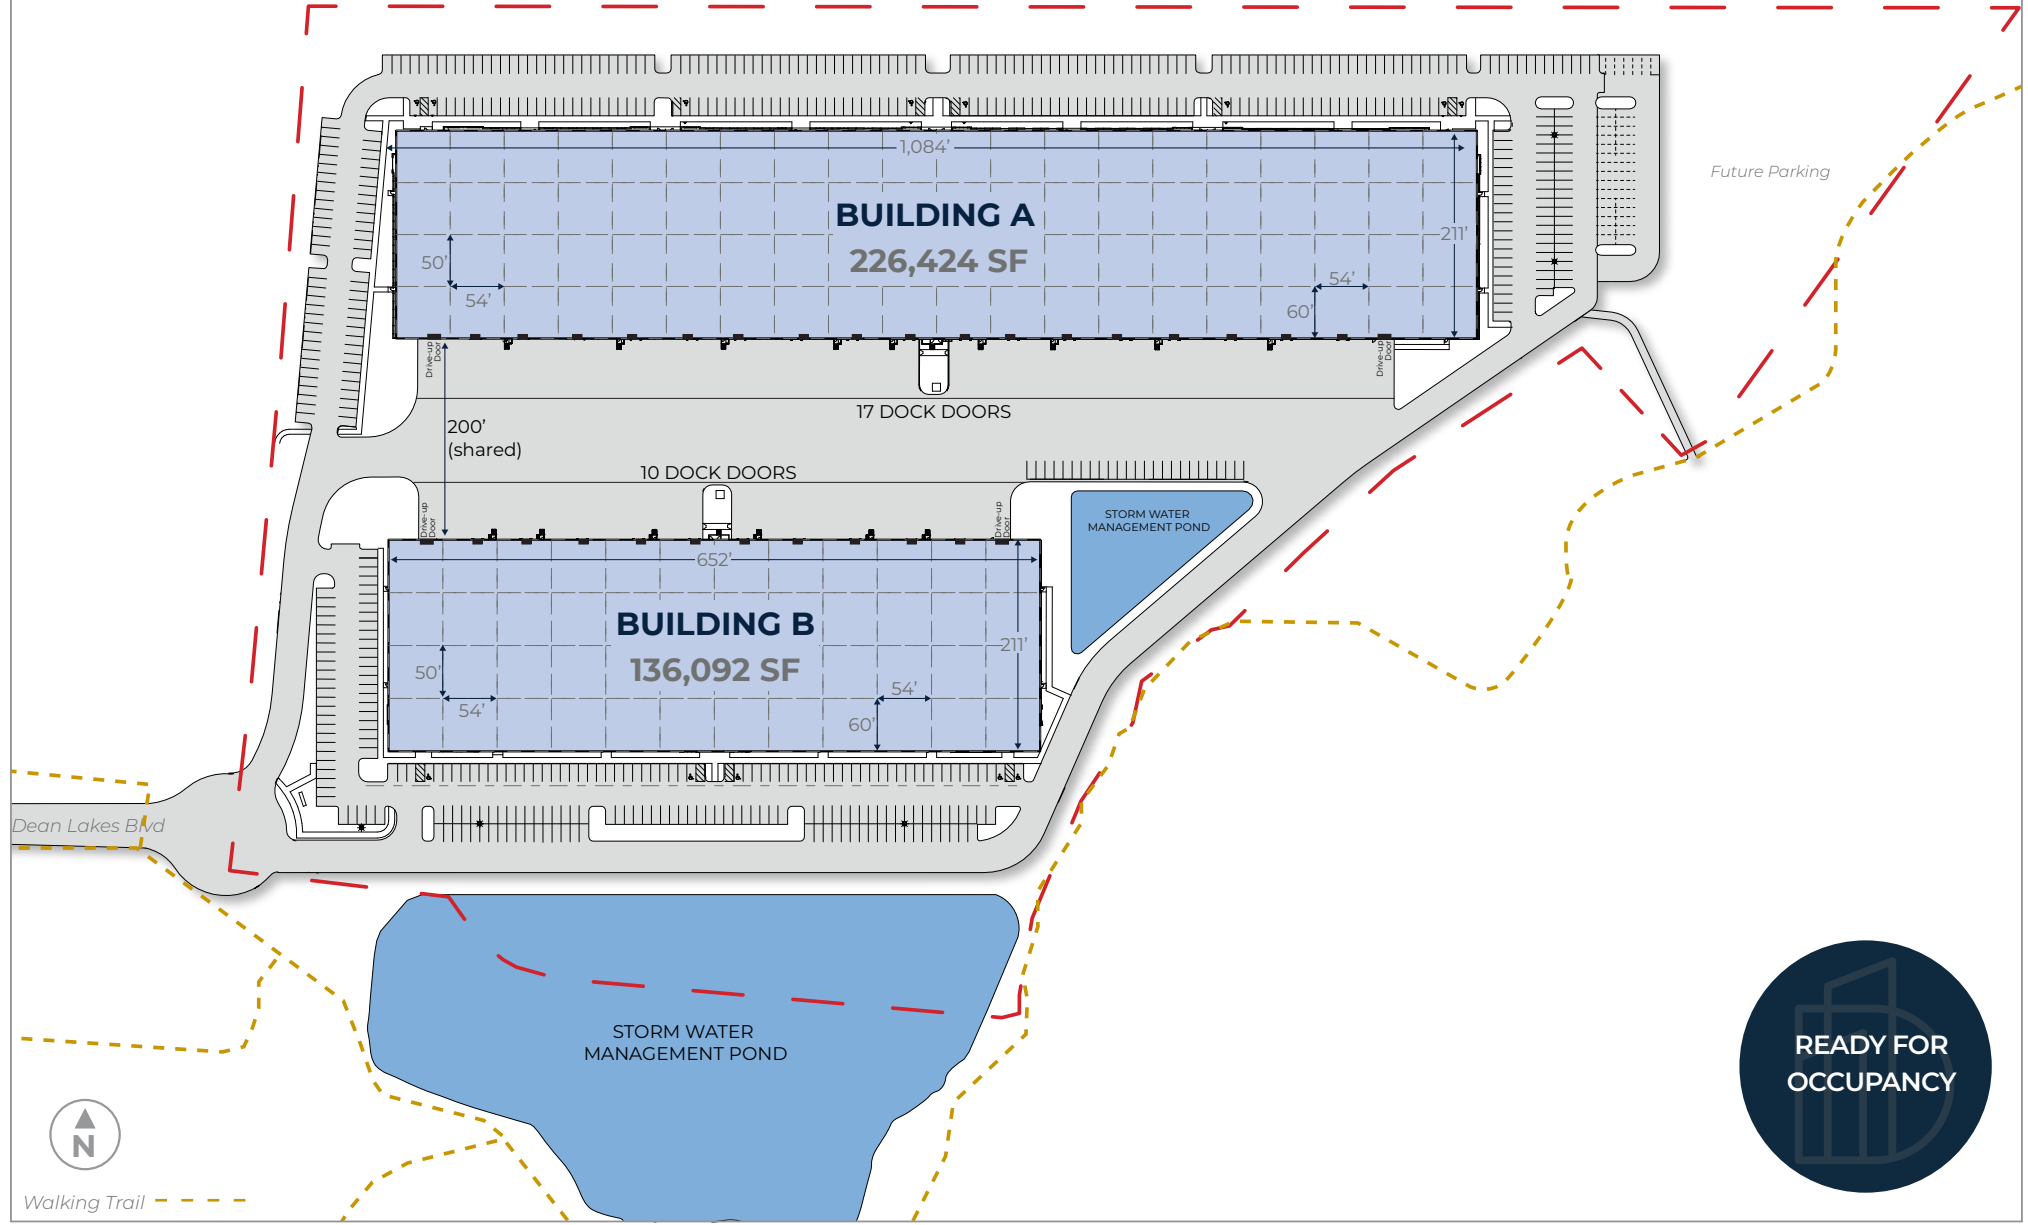 1,084’
Future Parking
BUILDING A
226,424 SF
211’
50’
54’
54’
60’
Drive-up
Door
Drive-up
Door
17 DOCK DOORS
200’
(shared)
10 DOCK DOORS
Drive-up
Door
Drive-up
Door
STORM WATER
MANAGEMENT POND
652’
BUILDING B
136,092 SF
211’
50’
54’
54’
60’
Dean Lakes Blvd
STORM WATER
MANAGEMENT POND
READY FOR
OCCUPANCY
N
Walking Trail